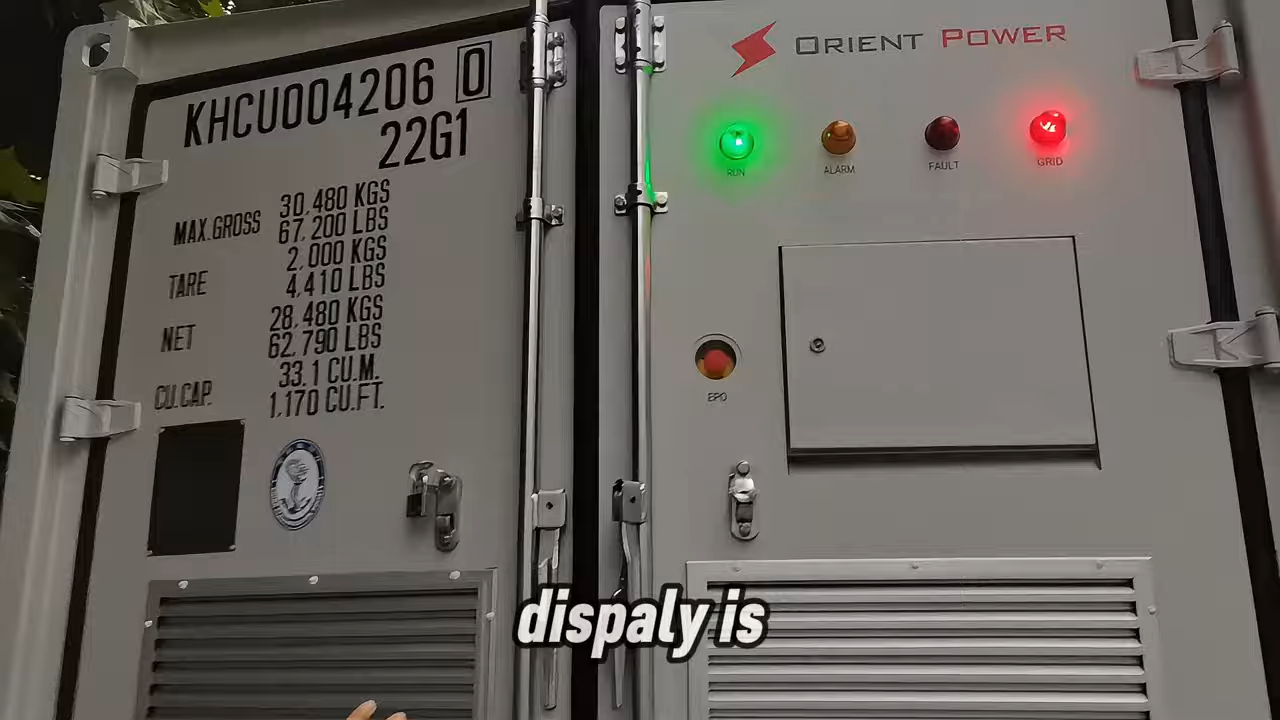 KHCU004206 0
22G1
MAX.GROSS 30,480 KGS
67,200 LBS
TARE 2,000 KGS
4,410 LBS
NET 28,480 KGS
62,790 LBS
CU.CAP. 33.1 CU.M.
1,170 CU.FT.
ORIENT POWER
RUN
ALARM
FAULT
GRID
EPO
dispaly is